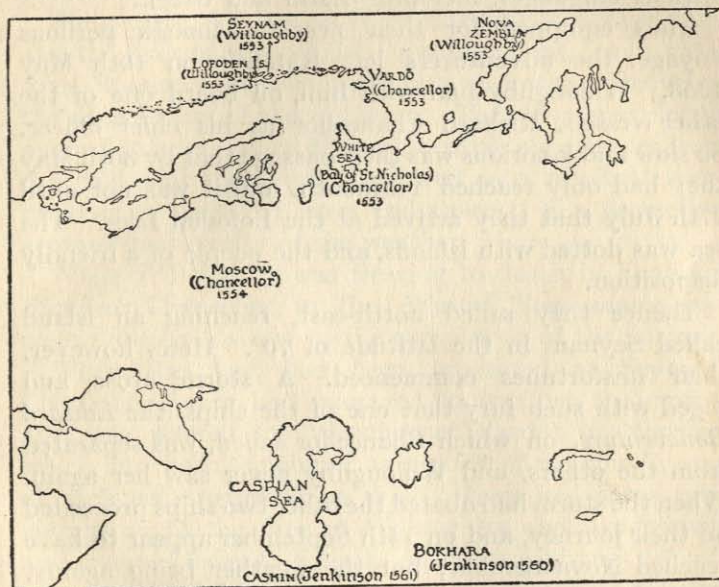 SEYNAM
(Willoughby)
1553
LOFODEN Is.
(Willoughby)
1553
NOVA
ZEMBLA
(Willoughby)
1553
VARDÖ
(Chancellor)
1553
WHITE
SEA
(Bay of St. Nicholas)
(Chancellor)
1553
Moscow
(Chancellor)
1554
CASPIAN
SEA
CASBIN (Jenkinson 1561)
BOKHARA
(Jenkinson 1560)